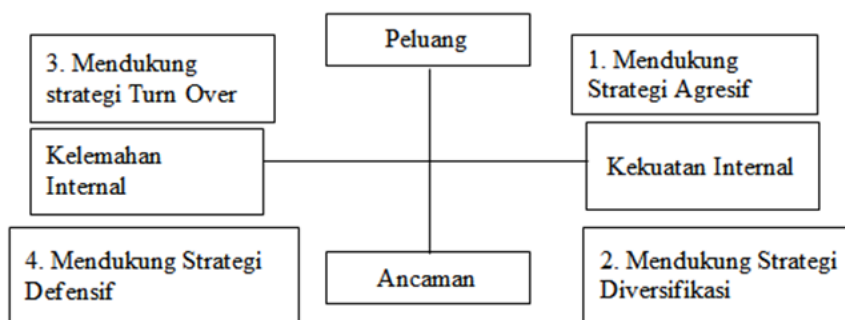 Peluang
3. Mendukung
strategi Turn Over
1. Mendukung
Strategi Agresif
Kelemahan
Internal
Kekuatan Internal
4. Mendukung Strategi
Defensif
Ancaman
2. Mendukung Strategi
Diversifikasi